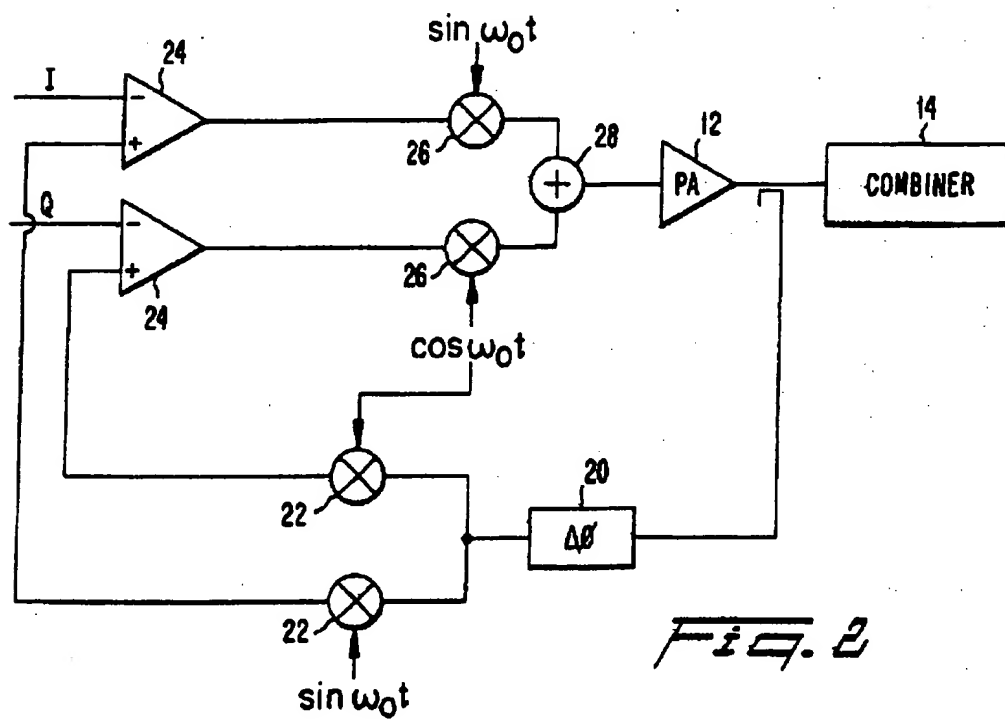 sin ω₀t
24
I
−
+
26
28
12
PA
14
COMBINER
Q
−
+
24
26
cos ω₀t
22
20
ΔØ
22
sin ω₀t
Fig. 2